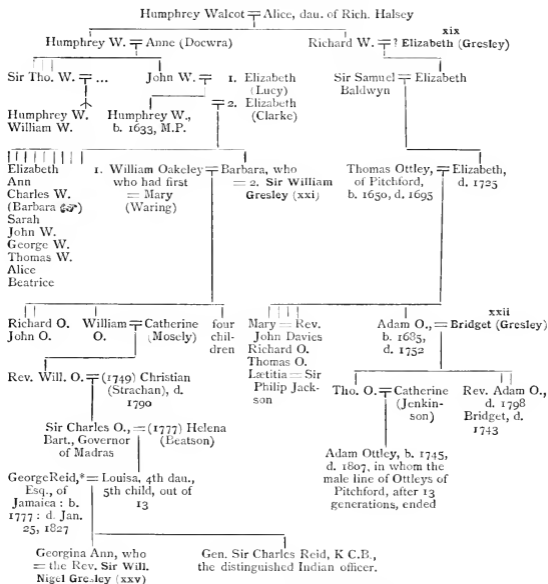 Humphrey Walcot = Alice, dau. of Rich. Halsey
xix
Humphrey W. = Anne (Docwra) Richard W. = ? Elizabeth (Gresley)
Sir Tho. W. = ... John W. = 1. Elizabeth Sir Samuel = Elizabeth
(Lucy) Baldwyn
= 2. Elizabeth
Humphrey W. Humphrey W., (Clarke)
William W. b. 1633, M.P.
Elizabeth 1. William Oakeley = Barbara, who Thomas Ottley, = Elizabeth,
Ann who had first = 2. Sir William of Pitchford, d. 1725
Charles W. = Mary Gresley (xxi) b. 1650, d. 1695
(Barbara ☞) (Waring)
Sarah
John W.
George W.
Thomas W.
Alice
Beatrice
xxii
Richard O. William = Catherine four Mary = Rev. Adam O., = Bridget (Gresley)
John O. O. (Mosely) chil- John Davies b. 1685,
dren Richard O. d. 1752
Thomas O.
Rev. Will. O. = (1749) Christian Lætitia = Sir Tho. O. = Catherine Rev. Adam O.,
(Strachan), d. Philip Jack- (Jenkin- d. 1798
1790 son son) Bridget, d.
1743
Sir Charles O., = (1777) Helena
Bart., Governor (Beatson)
of Madras Adam Ottley, b. 1745,
d. 1807, in whom the
George Reid,* = Louisa, 4th dau., male line of Ottleys of
Esq., of 5th child, out of Pitchford, after 13
Jamaica : b. 13 generations, ended
1777 : d. Jan.
25, 1827
Georgina Ann, who Gen. Sir Charles Reid, K C.B.,
= the Rev. Sir Will. the distinguished Indian officer.
Nigel Gresley (xxv)